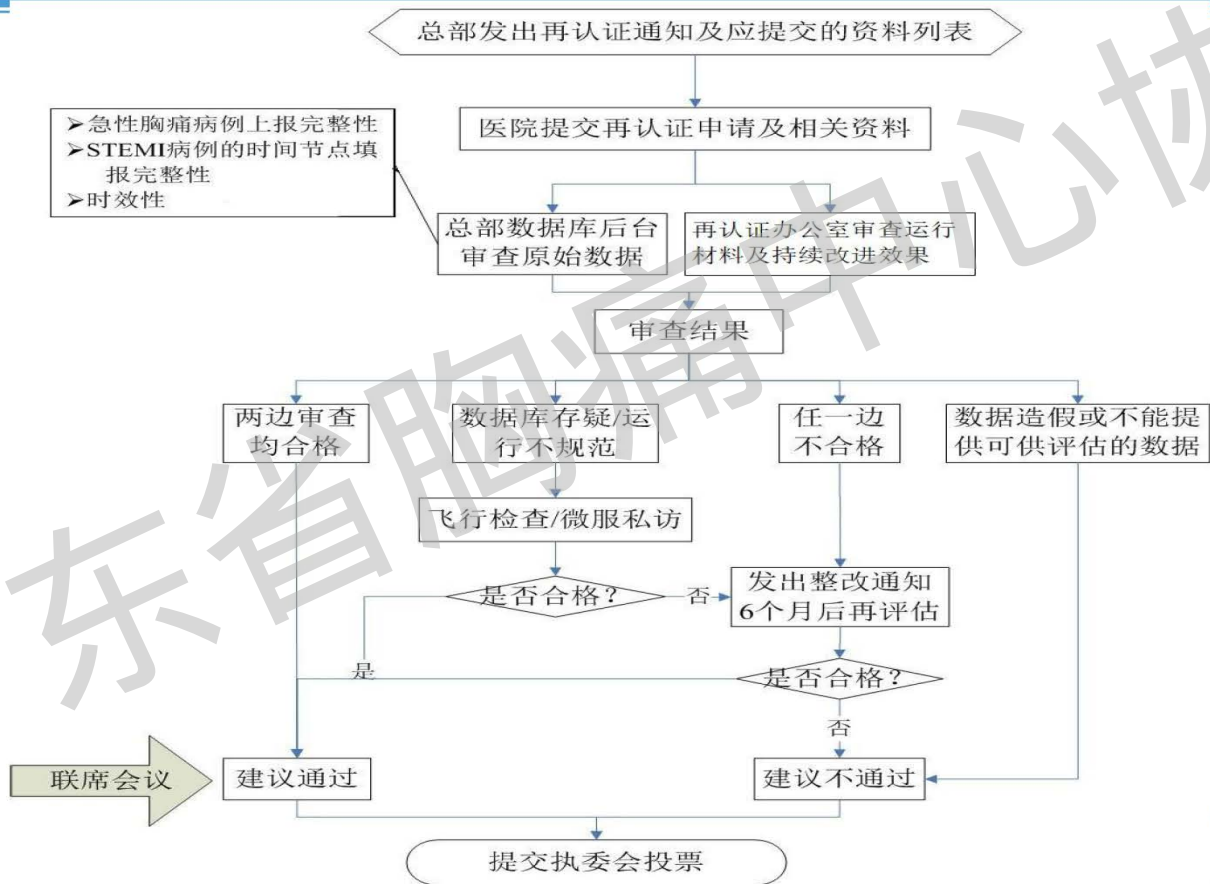 总部发出再认证通知及应提交的资料列表
➢急性胸痛病例上报完整性
➢STEMI病例的时间节点填
报完整性
➢时效性
医院提交再认证申请及相关资料
总部数据库后台
审查原始数据
再认证办公室审查运行
材料及持续改进效果
审查结果
两边审查
均合格
数据库存疑/运
行不规范
任一边
不合格
数据造假或不能提
供可供评估的数据
飞行检查/微服私访
是否合格?
否
发出整改通知
6个月后再评估
是
是否合格?
否
联席会议
建议通过
建议不通过
提交执委会投票
东省胸痛中心协